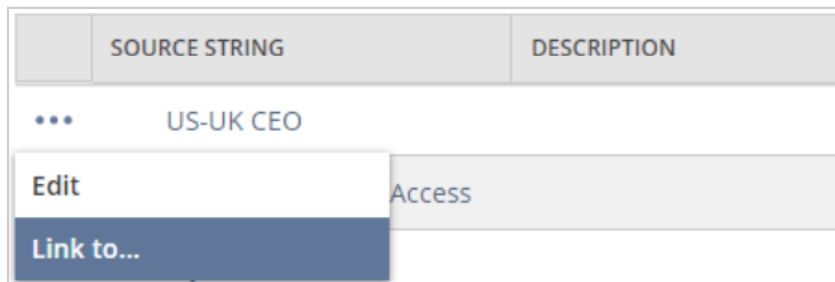 SOURCE STRING DESCRIPTION
US-UK CEO
Edit
Access
Link to...